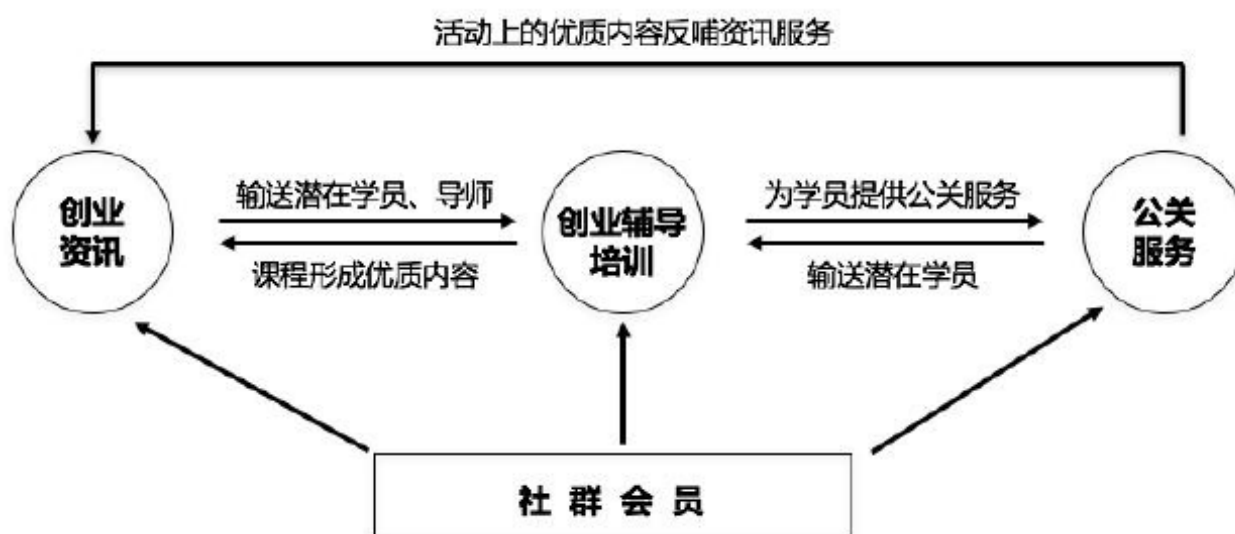 活动上的优质内容反哺资讯服务
创业
资讯
输送潜在学员、导师
课程形成优质内容
创业辅导
培训
为学员提供公关服务
输送潜在学员
公关
服务
社群会员